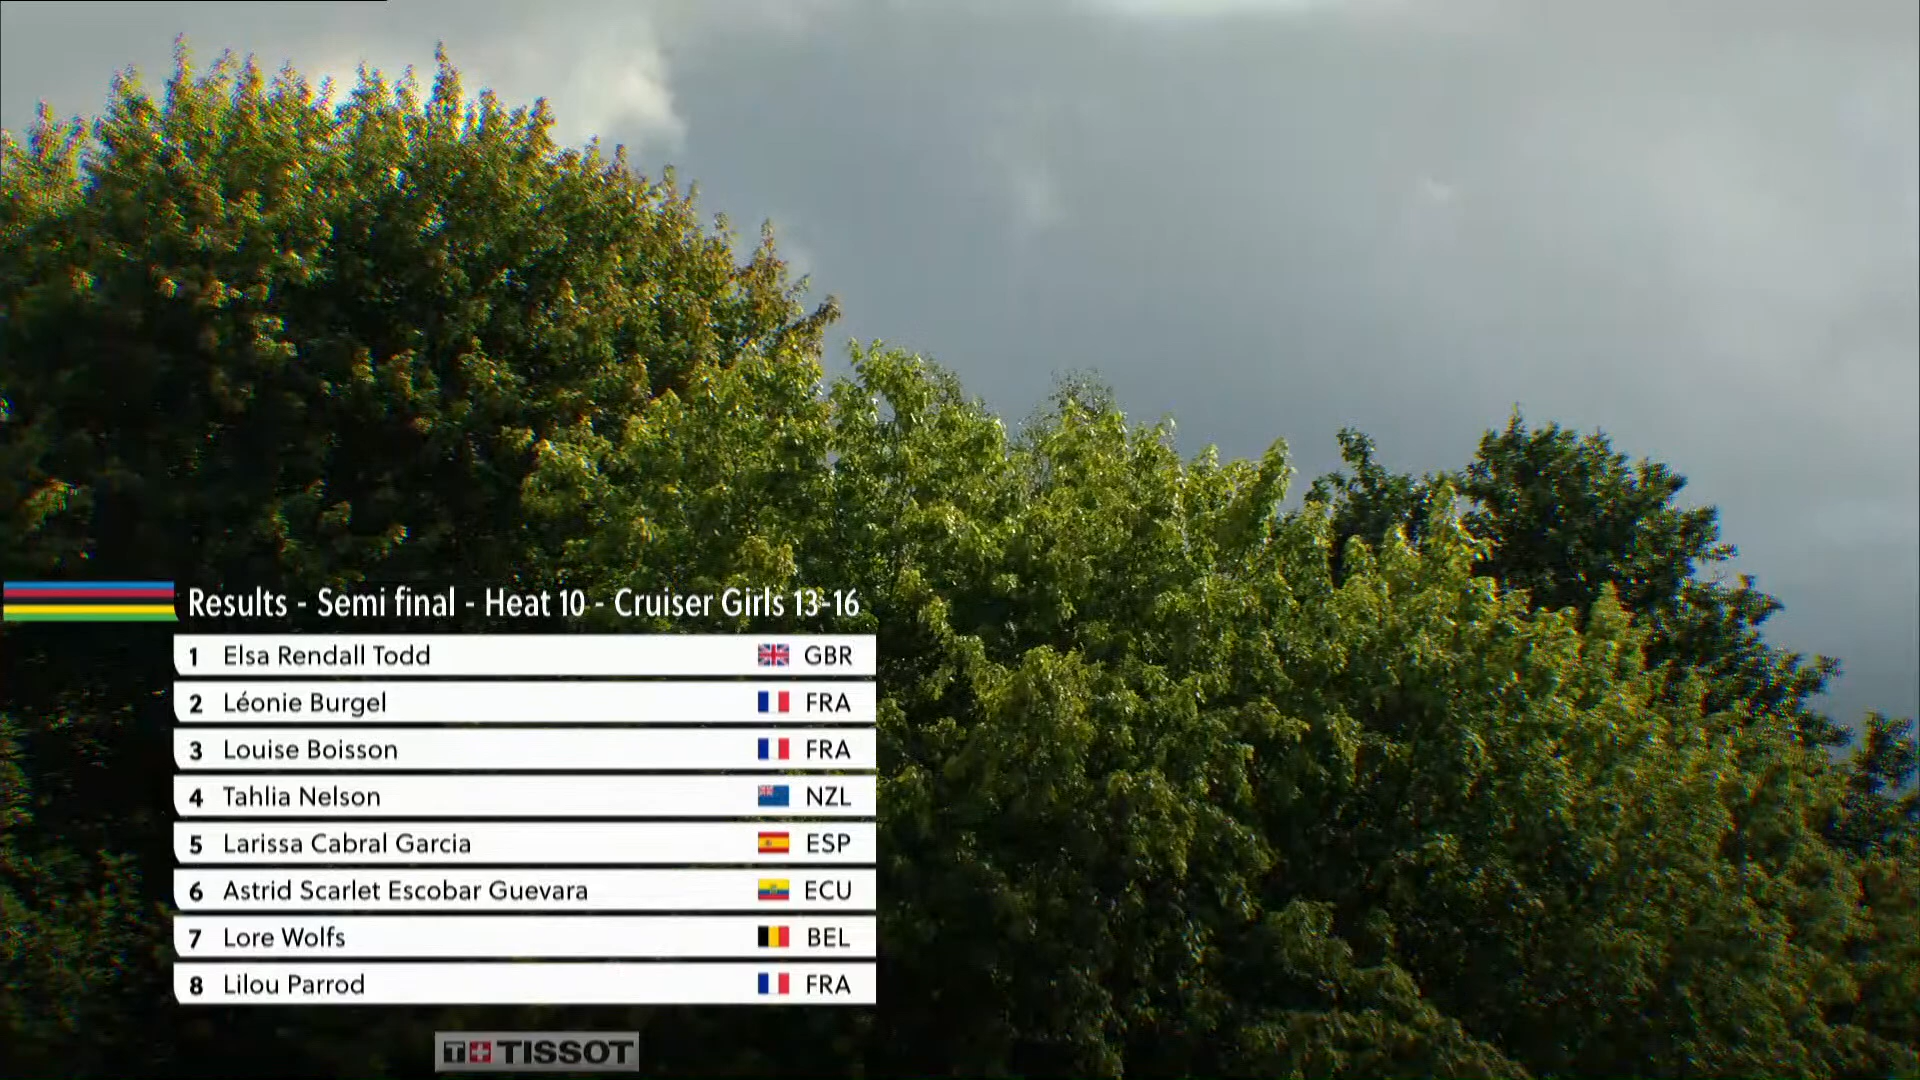 Results - Semi final - Heat 10 - Cruiser Girls 13-16
1 Elsa Rendall Todd GBR
2 Léonie Burgel FRA
3 Louise Boisson FRA
4 Tahlia Nelson NZL
5 Larissa Cabral Garcia ESP
6 Astrid Scarlet Escobar Guevara ECU
7 Lore Wolfs BEL
8 Lilou Parrod FRA
TISSOT